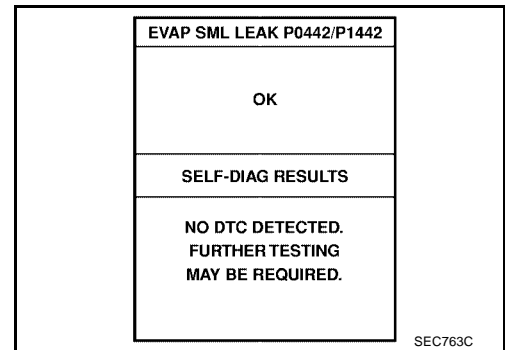 EVAP SML LEAK P0442/P1442
OK
SELF-DIAG RESULTS
NO DTC DETECTED.
FURTHER TESTING
MAY BE REQUIRED.
SEC763C